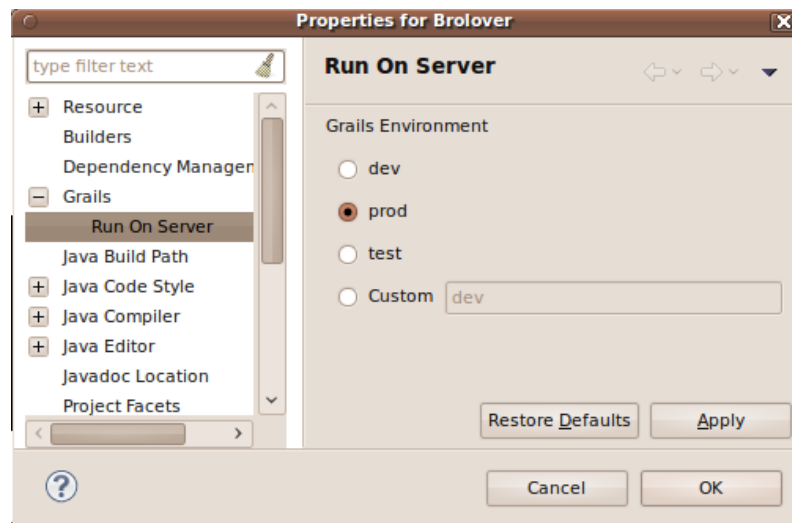 Properties for Brolover
type filter text
Resource
Builders
Dependency Managen
Grails
Run On Server
Java Build Path
Java Code Style
Java Compiler
Java Editor
Javadoc Location
Project Facets
Run On Server
Grails Environment
dev
prod
test
Custom dev
Restore Defaults Apply
Cancel OK